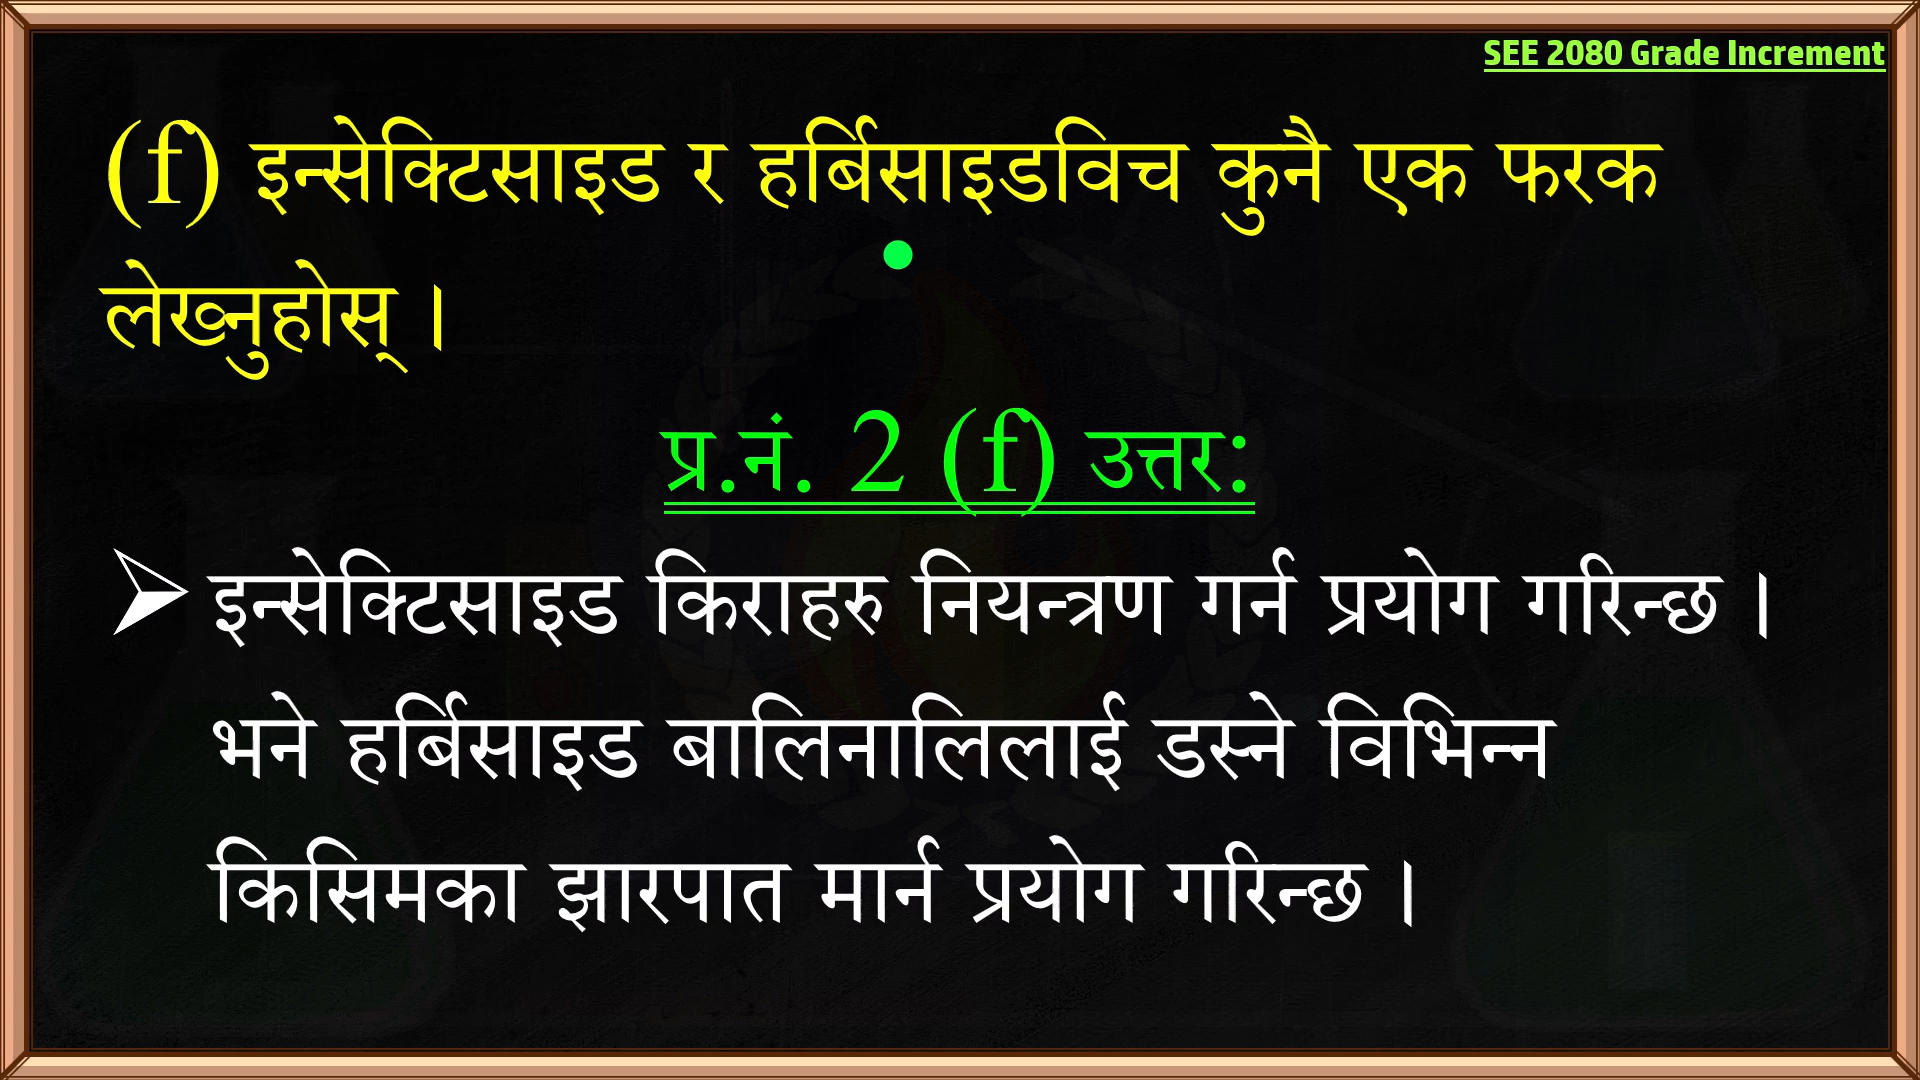 SEE 2080 Grade Increment
(f) इन्सेक्टिसाइड र हर्बिसाइडविच कुनै एक फरक
लेख्नुहोस् ।
प्र.नं. 2 (f) उत्तर:
इन्सेक्टिसाइड किराहरु नियन्त्रण गर्न प्रयोग गरिन्छ ।
भने हर्बिसाइड बालिनालिलाई डस्ने विभिन्न
किसिमका झारपात मार्न प्रयोग गरिन्छ ।